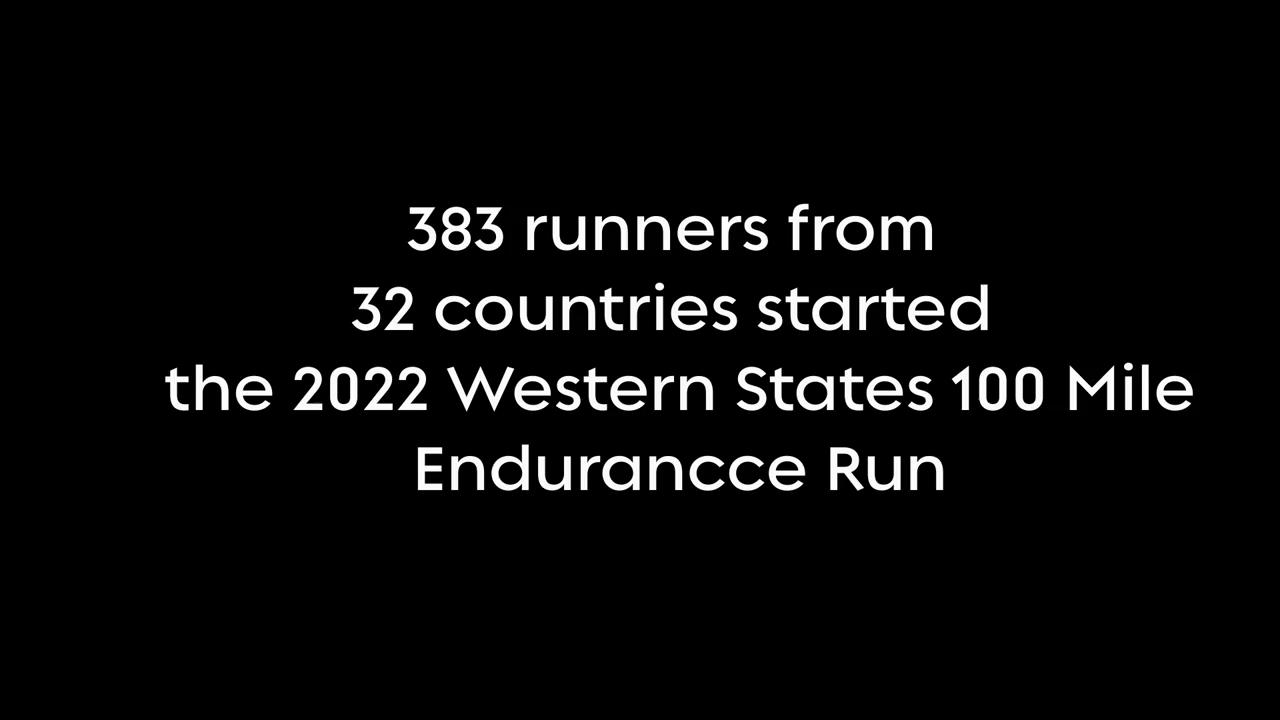 383 runners from
32 countries started
the 2022 Western States 100 Mile
Endurancce Run